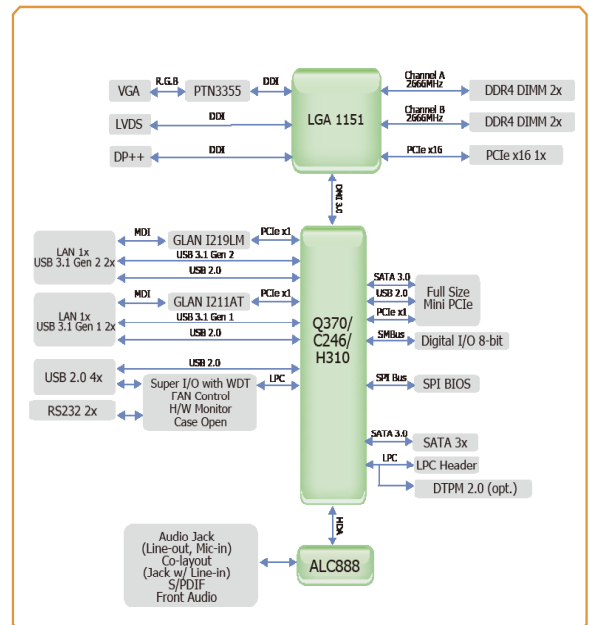 R.G.B
DDI
VGA
PTN3355
LGA 1151
Channel A
2666MHz
DDR4 DIMM 2x
LVDS
DDI
Channel B
2666MHz
DDR4 DIMM 2x
DP++
DDI
PCIe x16
PCIe x16 1x
DMI 3.0
LAN 1x
USB 3.1 Gen 2 2x
MDI
GLAN I219LM
PCIe x1
USB 3.1 Gen 2
USB 2.0
LAN 1x
USB 3.1 Gen 1 2x
MDI
GLAN I211AT
PCIe x1
USB 3.1 Gen 1
USB 2.0
Q370/
C246/
H310
SATA 3.0
USB 2.0
PCIe x1
Full Size
Mini PCIe
SMBus
Digital I/O 8-bit
USB 2.0
USB 2.0 4x
RS232 2x
Super I/O with WDT
FAN Control
H/W Monitor
Case Open
LPC
SPI Bus
SPI BIOS
SATA 3.0
SATA 3x
LPC
LPC Header
DTPM 2.0 (opt.)
HDA
Audio Jack
(Line-out, Mic-in)
Co-layout
(Jack w/ Line-in)
S/PDIF
Front Audio
ALC888